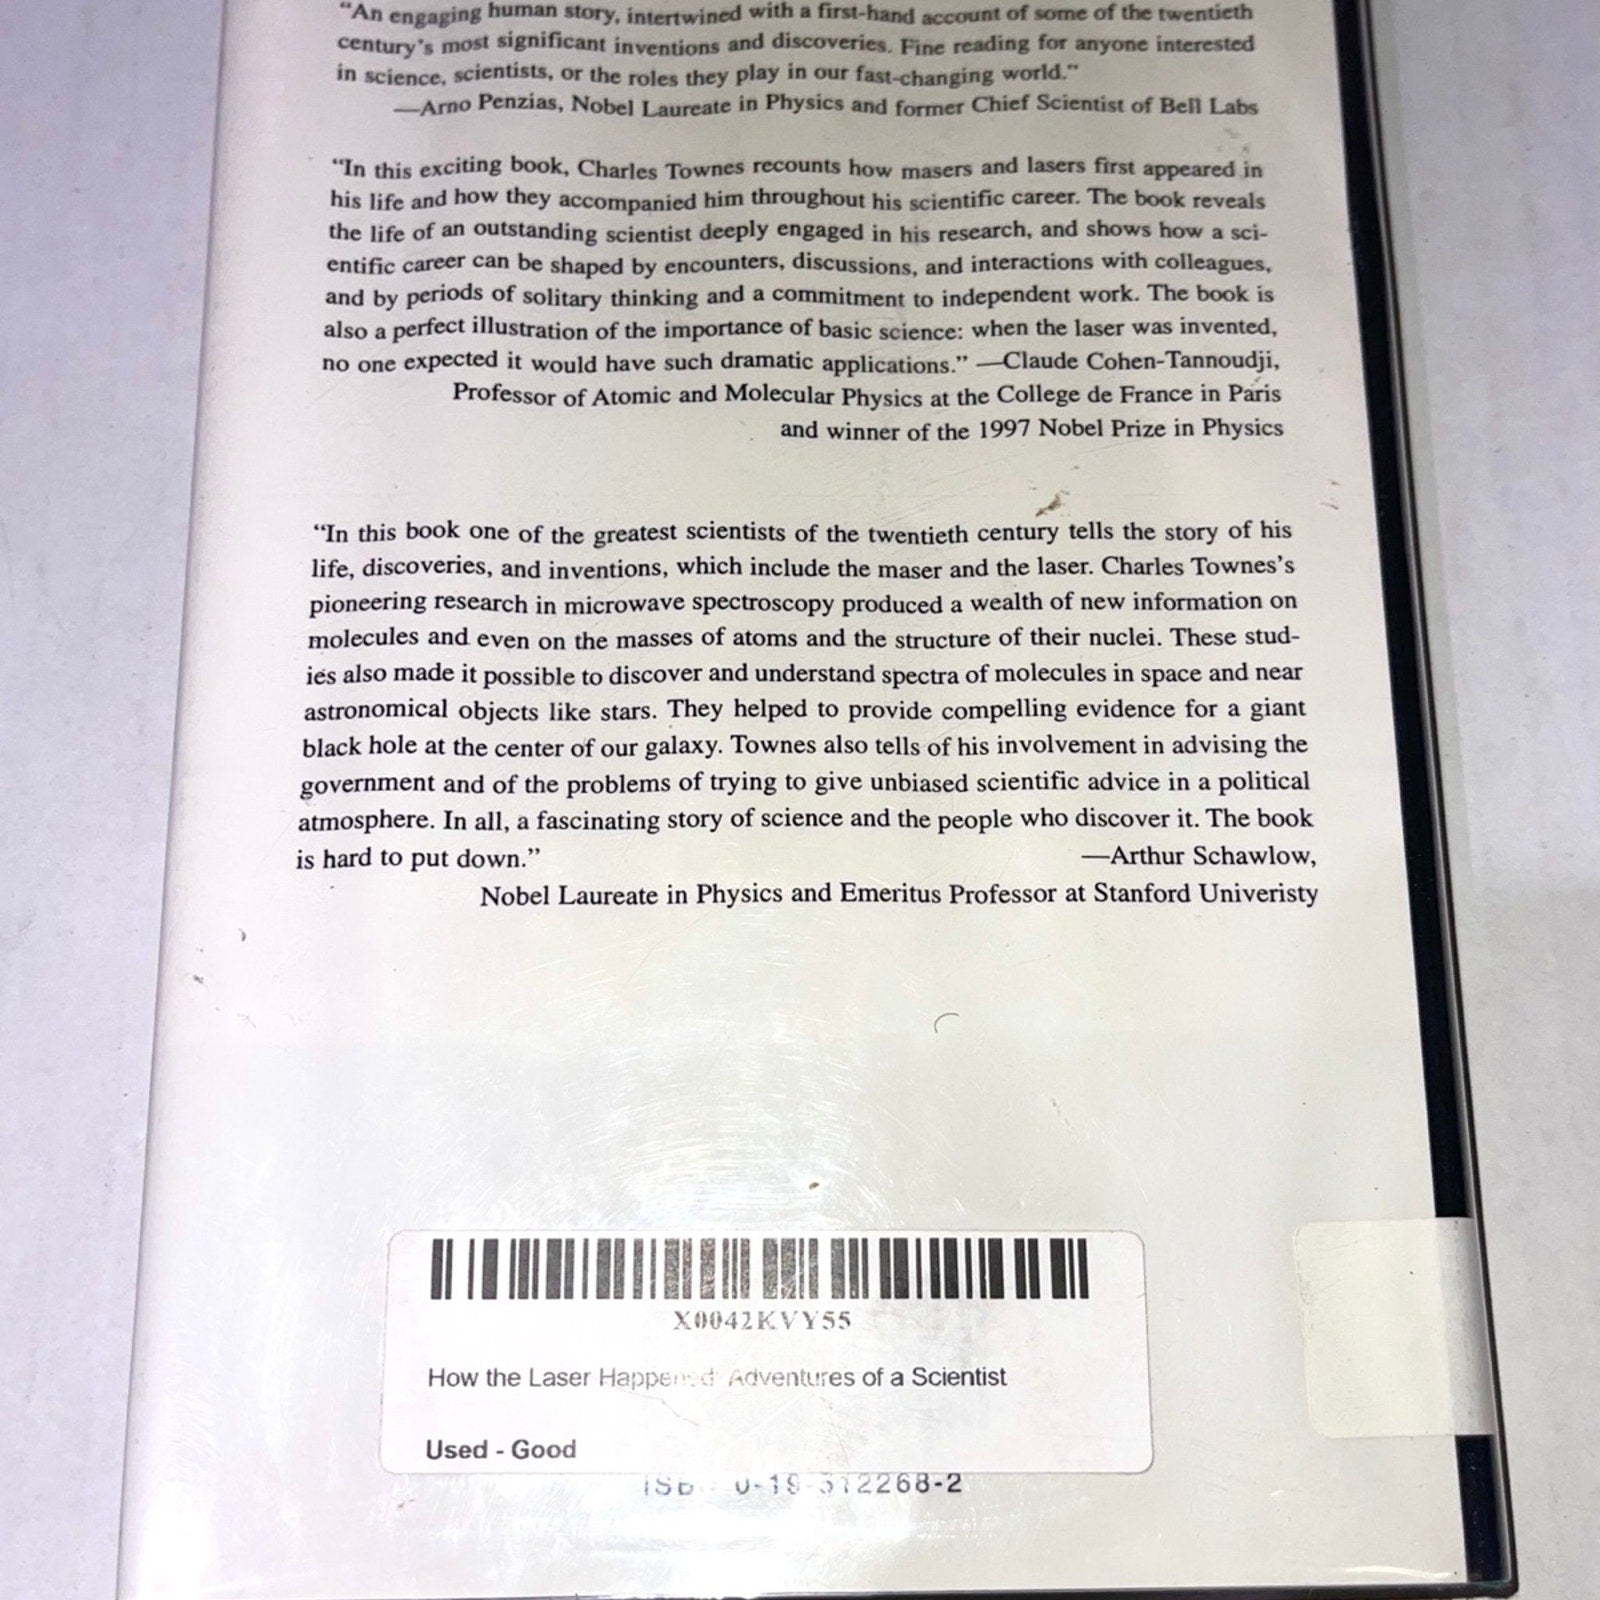 “An engaging human story, intertwined with a first-hand account of some of the twentieth
century’s most significant inventions and discoveries. Fine reading for anyone interested
in science, scientists, or the roles they play in our fast-changing world.”
—Arno Penzias, Nobel Laureate in Physics and former Chief Scientist of Bell Labs
“In this exciting book, Charles Townes recounts how masers and lasers first appeared in
his life and how they accompanied him throughout his scientific career. The book reveals
the life of an outstanding scientist deeply engaged in his research, and shows how a sci-
entific career can be shaped by encounters, discussions, and interactions with colleagues,
and by periods of solitary thinking and a commitment to independent work. The book is
also a perfect illustration of the importance of basic science: when the laser was invented,
no one expected it would have such dramatic applications.” —Claude Cohen-Tannoudji,
Professor of Atomic and Molecular Physics at the College de France in Paris
and winner of the 1997 Nobel Prize in Physics
“In this book one of the greatest scientists of the twentieth century tells the story of his
life, discoveries, and inventions, which include the maser and the laser. Charles Townes’s
pioneering research in microwave spectroscopy produced a wealth of new information on
molecules and even on the masses of atoms and the structure of their nuclei. These stud-
ies also made it possible to discover and understand spectra of molecules in space and near
astronomical objects like stars. They helped to provide compelling evidence for a giant
black hole at the center of our galaxy. Townes also tells of his involvement in advising the
government and of the problems of trying to give unbiased scientific advice in a political
atmosphere. In all, a fascinating story of science and the people who discover it. The book
is hard to put down.” —Arthur Schawlow,
Nobel Laureate in Physics and Emeritus Professor at Stanford Univeristy
X0042KVY55
How the Laser Happened: Adventures of a Scientist
Used - Good
0-19-512268-2